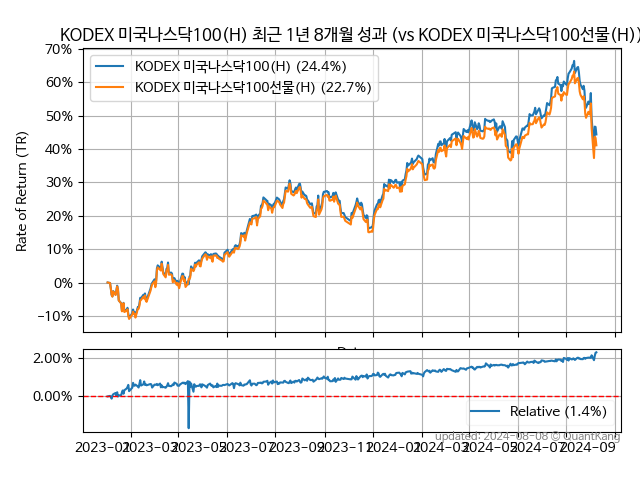 KODEX 미국나스닥100(H) 최근 1년 8개월 성과 (vs KODEX 미국나스닥100선물(H))
KODEX 미국나스닥100(H) (24.4%)
KODEX 미국나스닥100선물(H) (22.7%)
Rate of Return (TR)
70%
60%
50%
40%
30%
20%
10%
0%
−10%
2.00%
0.00%
Relative (1.4%)
updated: 2024-08-08 © QuantKang
2023-01 2023-03 2023-05 2023-07 2023-09 2023-11 2024-01 2024-03 2024-05 2024-07 2024-09